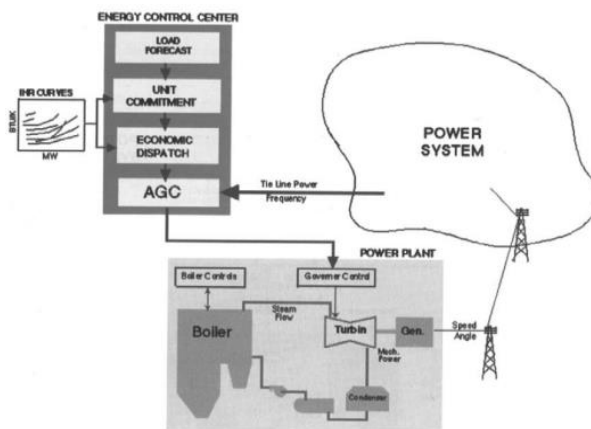 ENERGY CONTROL CENTER
LOAD
FORECAST
IHR CURVES
UNIT
COMMITMENT
BTU/K
MW
ECONOMIC
DISPATCH
POWER
SYSTEM
AGC
Tie Line Power
Frequency
POWER PLANT
Boiler Controls
Governer Control
Steam
Flow
Boiler
Turbin
Gen.
Speed
Angle
Mech.
Power
Condenser